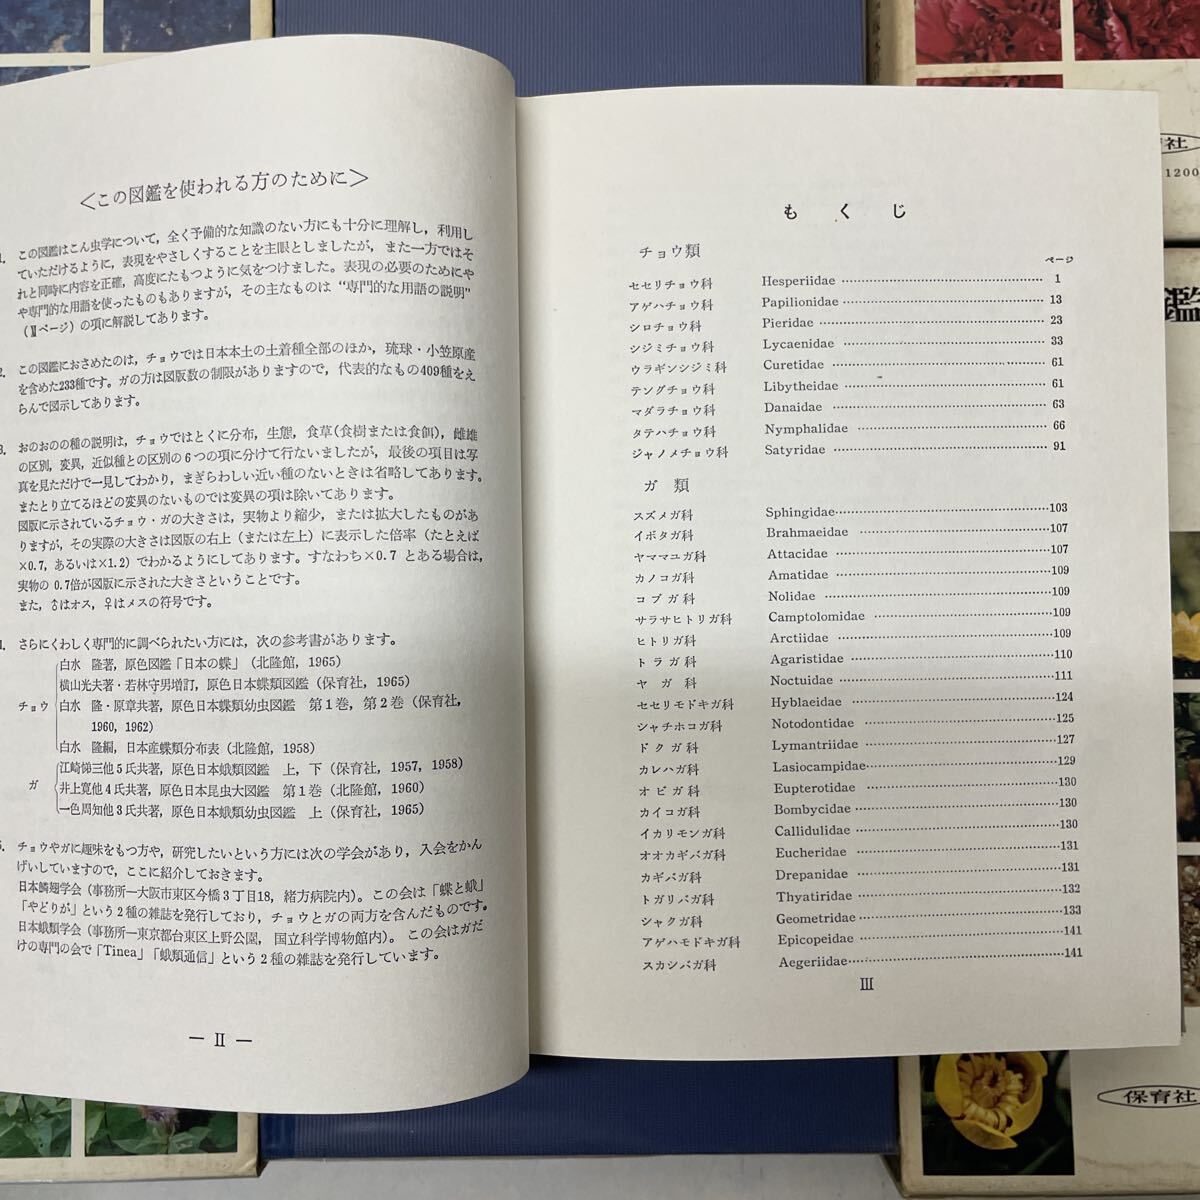 ＜この図鑑を使われる方のために＞
この図鑑はこん虫学について，全く予備的な知識のない方にも十分に理解し，利用し
ていただけるように，表現をやさしくすることを主眼としましたが，また一方ではそ
れと同時に内容を正確，高度にたもつように気をつけました。表現の必要のためにや
や専門的な用語を使ったものもありますが，その主なものは“専門的な用語の説明”
ページ）の項に解説してあります。
2. この図鑑におさめたのは，チョウでは日本本土の土着種全部のほか，琉球・小笠原産
を含めた233種です。ガの方は図版数の制限がありますので，代表的なもの409種をえ
らんで図示してあります。
3. おのおのの種の説明は，チョウではとくに分布，生態，食草（食樹または食餌），雌雄
の区別，変異，近似種との区別の６つの項に分けて行ないましたが，最後の項目は写
真を見ただけで一見してわかり，まぎらわしい近い種のないときは省略してあります。
またとり立てるほどの変異のないものでは変異の項は除いてあります。
図版に示されているチョウ・ガの大きさは，実物より縮少，または拡大したものがあ
りますが，その実際の大きさは図版の右上（または左上）に表示した倍率（たとえば
×0.7，あるいは×1.2）でわかるようにしてあります。すなわち×0.7 とある場合は，
実物の 0.7倍が図版に示された大きさということです。
また，♂はオス，♀はメスの符号です。
さらにくわしく専門的に調べられたい方には，次の参考書があります。
白水 隆著，原色図鑑「日本の蝶」（北隆館，1965）
横山光夫著・若林守男増訂，原色日本蝶類図鑑（保育社，1965）
チョウ 白水 隆・原章共著，原色日本蝶類幼虫図鑑 第１巻，第２巻（保育社，
1960，1962）
白水 隆編，日本産蝶類分布表（北隆館，1958）
江崎悌三他５氏共著，原色日本蛾類図鑑 上，下（保育社，1957，1958）
ガ 井上寛他４氏共著，原色日本昆虫大図鑑 第１巻（北隆館，1960）
一色周知他３氏共著，原色日本蛾類幼虫図鑑 上（保育社，1965）
5. チョウやガに趣味をもつ方や，研究したいという方には次の学会があり，入会をかん
げいしていますので，ここに紹介しておきます。
日本鱗翅学会（事務所―大阪市東区今橋３丁目18，緒方病院内）。この会は「蝶と蛾」
「やどりが」という２種の雑誌を発行しており，チョウとガの両方を含んだものです。
日本蛾類学会（事務所―東京都台東区上野公園，国立科学博物館内）。この会はガだ
けの専門の会で「Tinea」「蛾類通信」という２種の雑誌を発行しています。
― II ―
もくじ
チョウ類
ページ
セセリチョウ科 Hesperiidae 1
アゲハチョウ科 Papilionidae 13
シロチョウ科 Pieridae 23
シジミチョウ科 Lycaenidae 33
ウラギンシジミ科 Curetidae 61
テングチョウ科 Libytheidae 61
マダラチョウ科 Danaidae 63
タテハチョウ科 Nymphalidae 66
ジャノメチョウ科 Satyridae 91
ガ 類
スズメガ科 Sphingidae 103
イボタガ科 Brahmaeidae 107
ヤママユガ科 Attacidae 107
カノコガ科 Amatidae 109
コブガ科 Nolidae 109
サラサヒトリガ科 Camptolomidae 109
ヒトリガ科 Arctiidae 109
トラガ科 Agaristidae 110
ヤガ科 Noctuidae 111
セセリモドキガ科 Hyblaeidae 124
シャチホコガ科 Notodontidae 125
ドクガ科 Lymantriidae 127
カレハガ科 Lasiocampidae 129
オビガ科 Eupterotidae 130
カイコガ科 Bombycidae 130
イカリモンガ科 Callidulidae 130
オオカギバガ科 Eucheridae 131
カギバガ科 Drepanidae 131
トガリバガ科 Thyatiridae 132
シャクガ科 Geometridae 133
アゲハモドキガ科 Epicopeidae 141
スカシバガ科 Aegeriidae 141
III
育社
1200
鑑
保育社